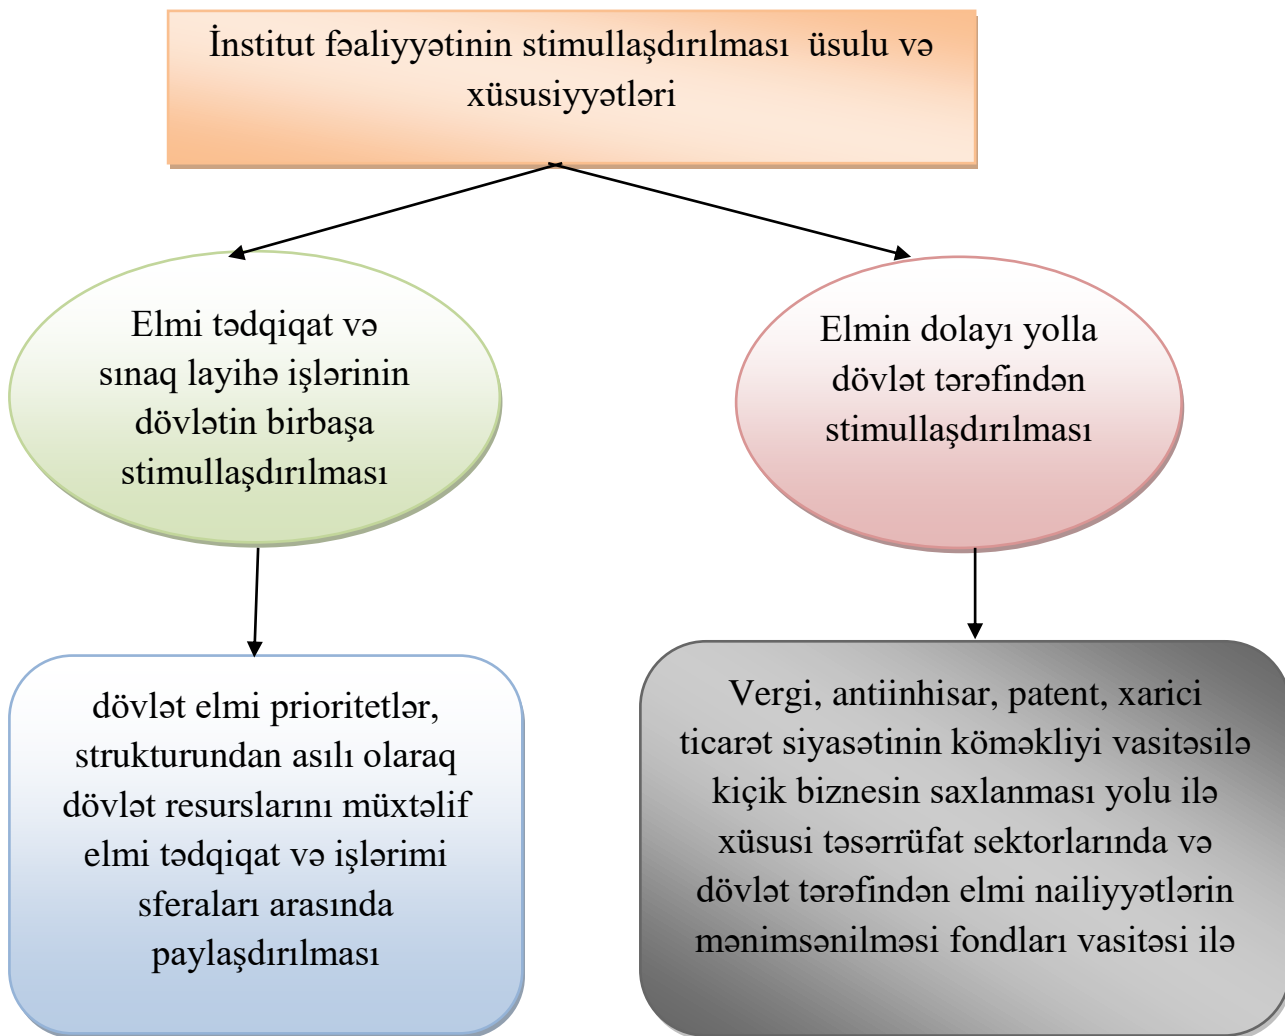 İnstitut fəaliyyətinin stimullaşdırılması üsulu və
xüsusiyyətləri
Elmi tədqiqat və
sınaq layihə işlərinin
dövlətin birbaşa
stimullaşdırılması
Elmin dolayı yolla
dövlət tərəfindən
stimullaşdırılması
dövlət elmi prioritetlər,
strukturundan asılı olaraq
dövlət resurslarını müxtəlif
elmi tədqiqat və işlərimi
sferaları arasında
paylaşdırılması
Vergi, antiinhisar, patent, xarici
ticarət siyasətinin köməkliyi vasitəsilə
kiçik biznesin saxlanması yolu ilə
xüsusi təsərrüfat sektorlarında və
dövlət tərəfindən elmi nailiyyətlərin
mənimsənilməsi fondları vasitəsi ilə